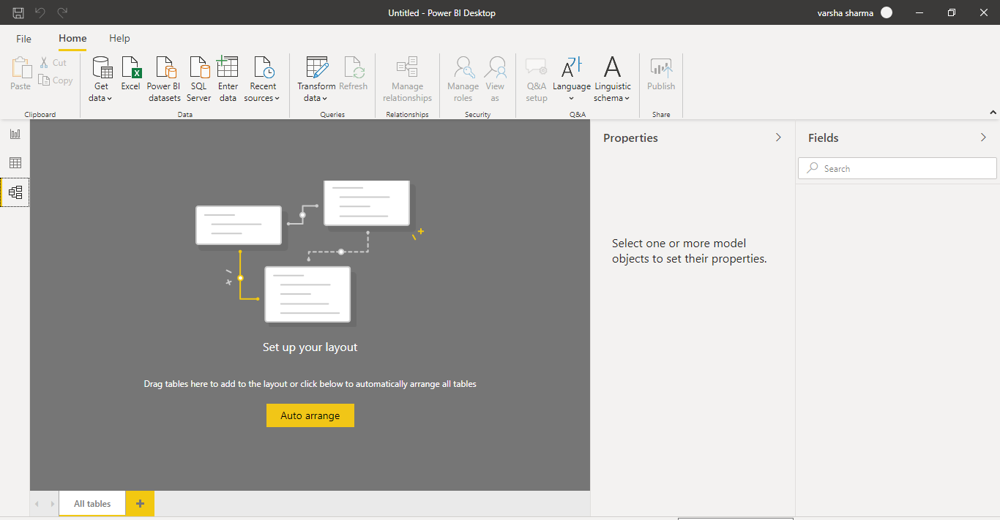 Untitled - Power BI Desktop
varsha sharma
File
Home
Help
Paste
Cut
Copy
Clipboard
Get
data
Excel
Power BI
datasets
SQL
Server
Enter
data
Recent
sources
Data
Transform
data
Refresh
Queries
Manage
relationships
Relationships
Manage
roles
View
as
Security
Q&A
setup
Language
Linguistic
schema
Q&A
Publish
Share
Set up your layout
Drag tables here to add to the layout or click below to automatically arrange all tables
Auto arrange
Properties
Select one or more model
objects to set their properties.
Fields
Search
All tables